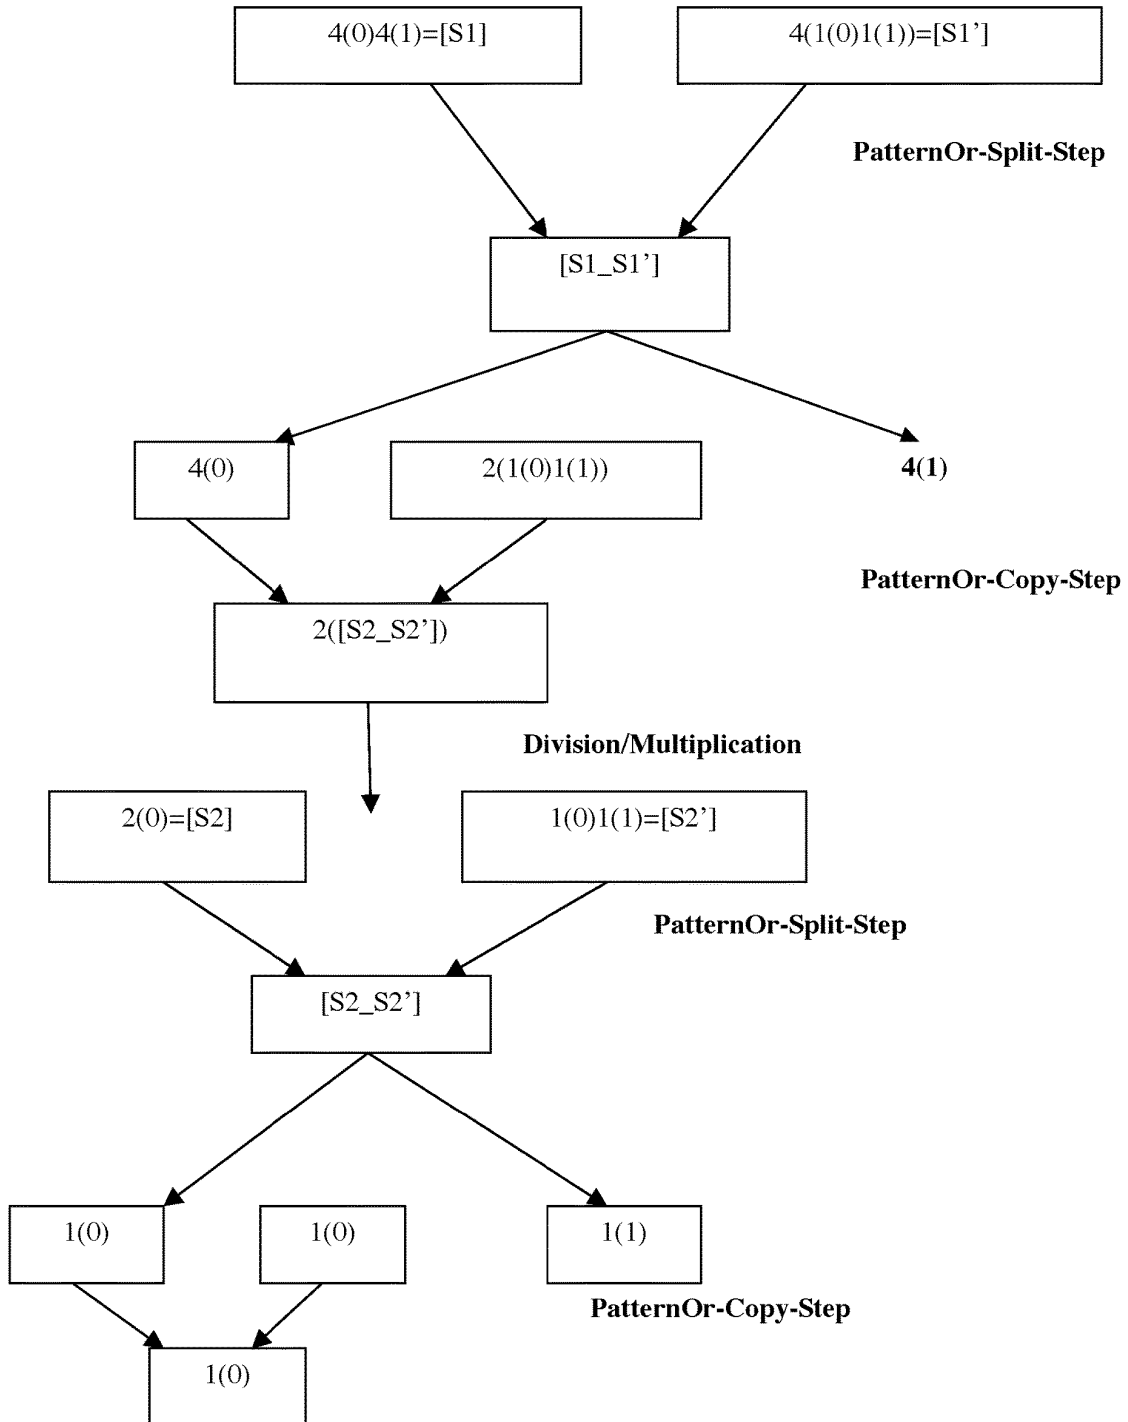 4(0)4(1)=[S1]
4(1(0)1(1))=[S1’]
PatternOr-Split-Step
[S1_S1’]
4(0)
2(1(0)1(1))
4(1)
PatternOr-Copy-Step
2([S2_S2’])
Division/Multiplication
2(0)=[S2]
1(0)1(1)=[S2’]
PatternOr-Split-Step
[S2_S2’]
1(0)
1(0)
1(1)
PatternOr-Copy-Step
1(0)